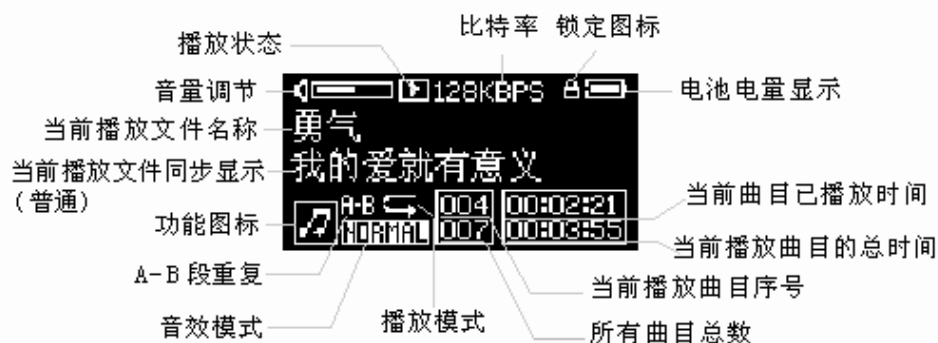 比特率 锁定图标
播放状态
音量调节
128KBPS
电池电量显示
当前播放文件名称
勇气
当前播放文件同步显示
(普通)
我的爱就有意义
当前曲目已播放时间
功能图标
A-B 004 00:02:21
NORMAL 007 00:03:55
当前播放曲目的总时间
A-B段重复
当前播放曲目序号
音效模式
播放模式
所有曲目总数